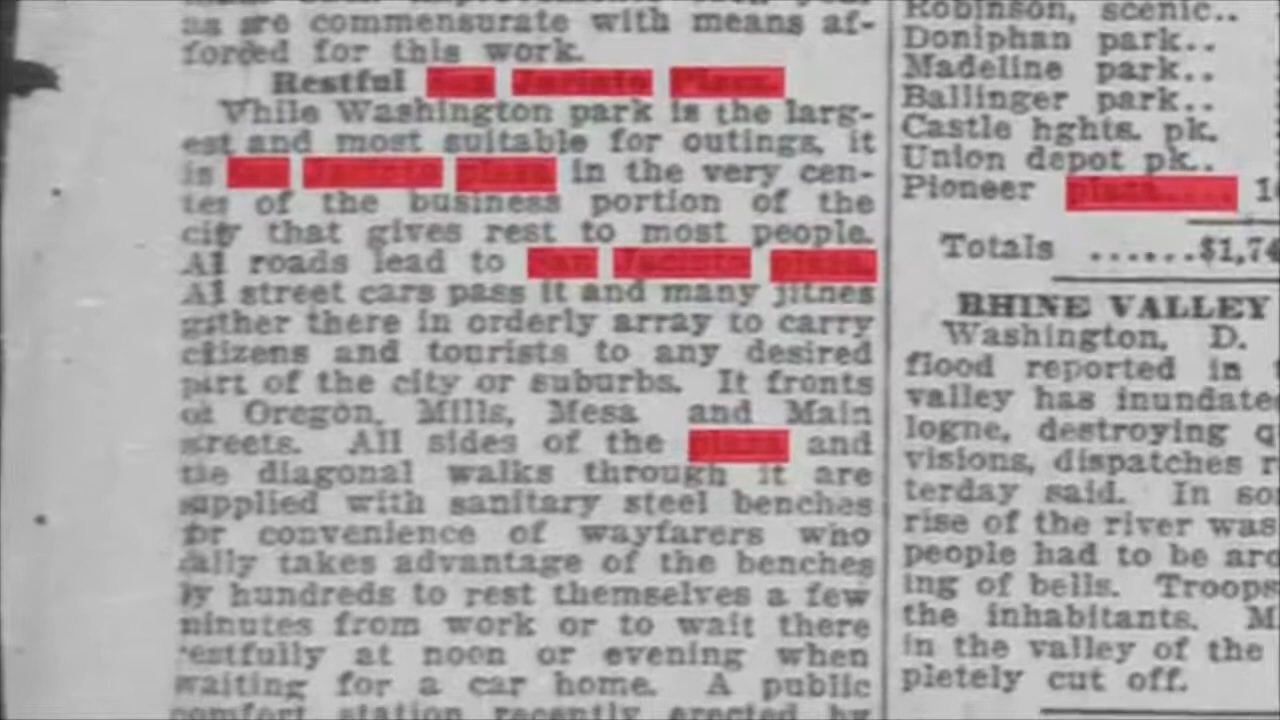 as are commensurate with means af-
forded for this work.
Restful San Jacinto Plaza.
While Washington park is the larg-
est and most suitable for outings, it
is San Jacinto plaza in the very cen-
ter of the business portion of the
city that gives rest to most people.
All roads lead to San Jacinto plaza.
All street cars pass it and many jitneys
gather there in orderly array to carry
citizens and tourists to any desired
part of the city or suburbs. It fronts
on Oregon, Mills, Mesa and Main
streets. All sides of the plaza and
the diagonal walks through it are
supplied with sanitary steel benches
for convenience of wayfarers who
daily takes advantage of the benches
by hundreds to rest themselves a few
minutes from work or to wait there
restfully at noon or evening when
waiting for a car home. A public
comfort station recently erected by
Robinson, scenic..
Doniphan park..
Madeline park..
Ballinger park..
Castle hghts. pk.
Union depot pk..
Pioneer plaza..... 1
Totals ......$1,74
RHINE VALLEY
Washington, D.
flood reported in
valley has inundate
logne, destroying
visions, dispatches r
terday said. In so
rise of the river was
people had to be aro
ing of bells. Troops
the inhabitants. M
in the valley of the
pletely cut off.